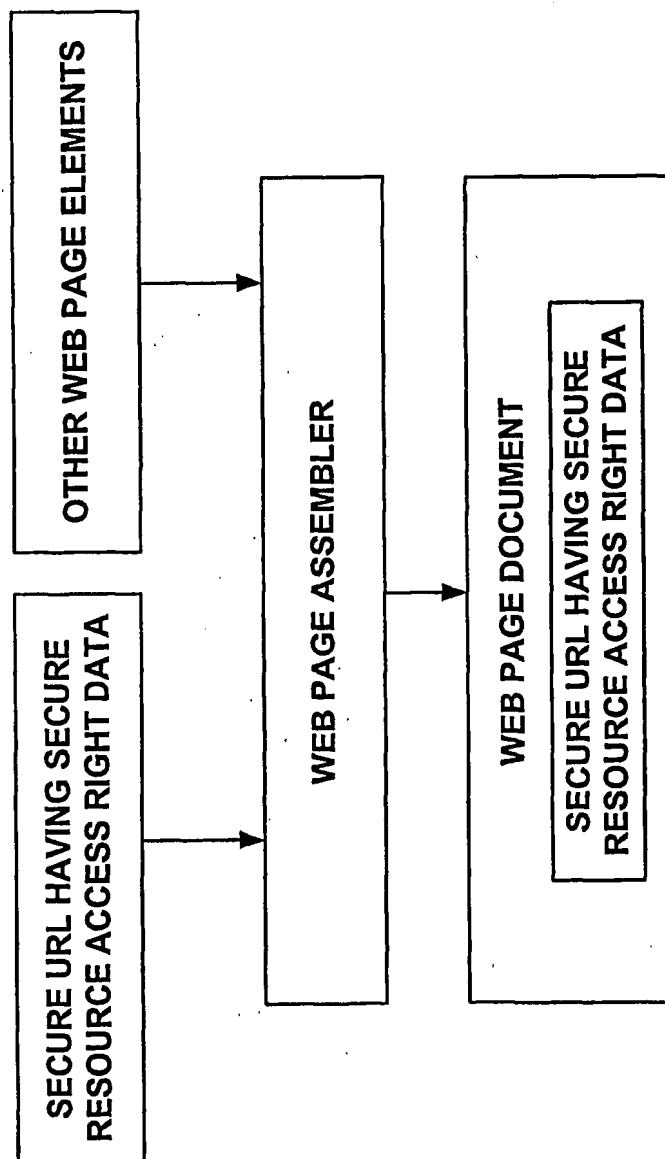 SECURE URL HAVING SECURE
RESOURCE ACCESS RIGHT DATA
OTHER WEB PAGE ELEMENTS
WEB PAGE ASSEMBLER
WEB PAGE DOCUMENT
SECURE URL HAVING SECURE
RESOURCE ACCESS RIGHT DATA